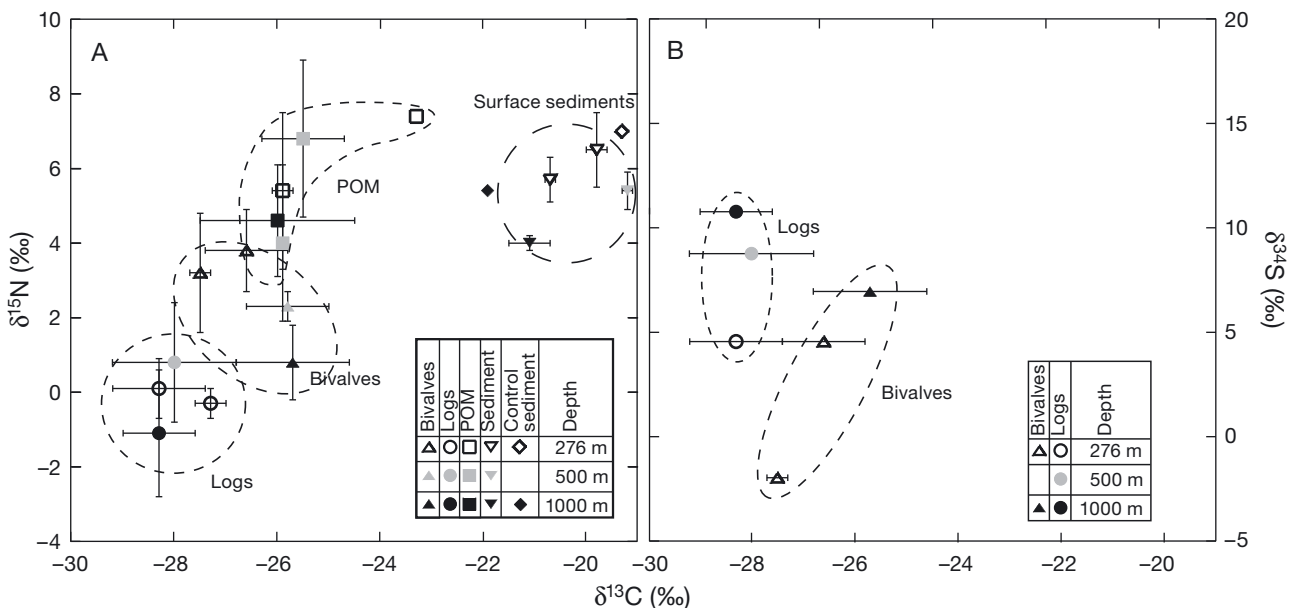 10
8
6
4
2
0
−2
−4
δ15N (‰)
A
Surface sediments
POM
Bivalves
Logs
Bivalves
Logs
POM
Sediment
Control sediment
Depth
276 m
500 m
1000 m
−30
−28
−26
−24
−22
−20
B
Logs
Bivalves
Bivalves
Logs
Depth
276 m
500 m
1000 m
20
15
10
5
0
−5
δ34S (‰)
−30
−28
−26
−24
−22
−20
δ13C (‰)